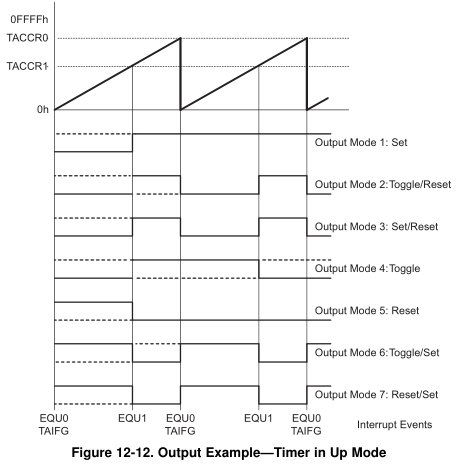 0FFFFh
TACCR0
TACCR1
0h
Output Mode 1: Set
Output Mode 2:Toggle/Reset
Output Mode 3: Set/Reset
Output Mode 4:Toggle
Output Mode 5: Reset
Output Mode 6:Toggle/Set
Output Mode 7: Reset/Set
EQU0 EQU1 EQU0 EQU1 EQU0
TAIFG TAIFG TAIFG Interrupt Events
Figure 12-12. Output Example—Timer in Up Mode